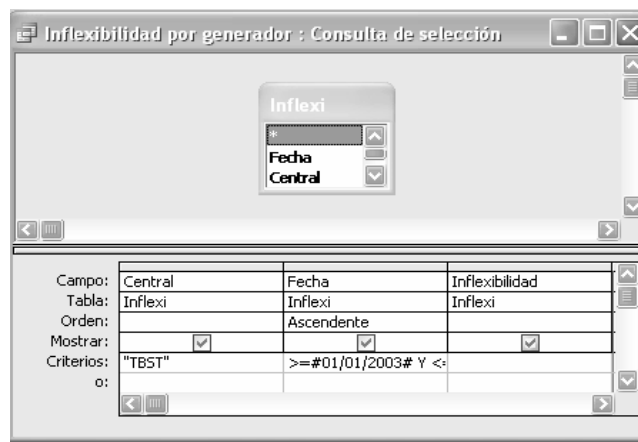 Inflexibilidad por generador : Consulta de selección
Inflexi
*
Fecha
Central
Campo: Central Fecha Inflexibilidad
Tabla: Inflexi Inflexi Inflexi
Orden: Ascendente
Mostrar:
Criterios: "TBST" >=#01/01/2003# Y <=
o: